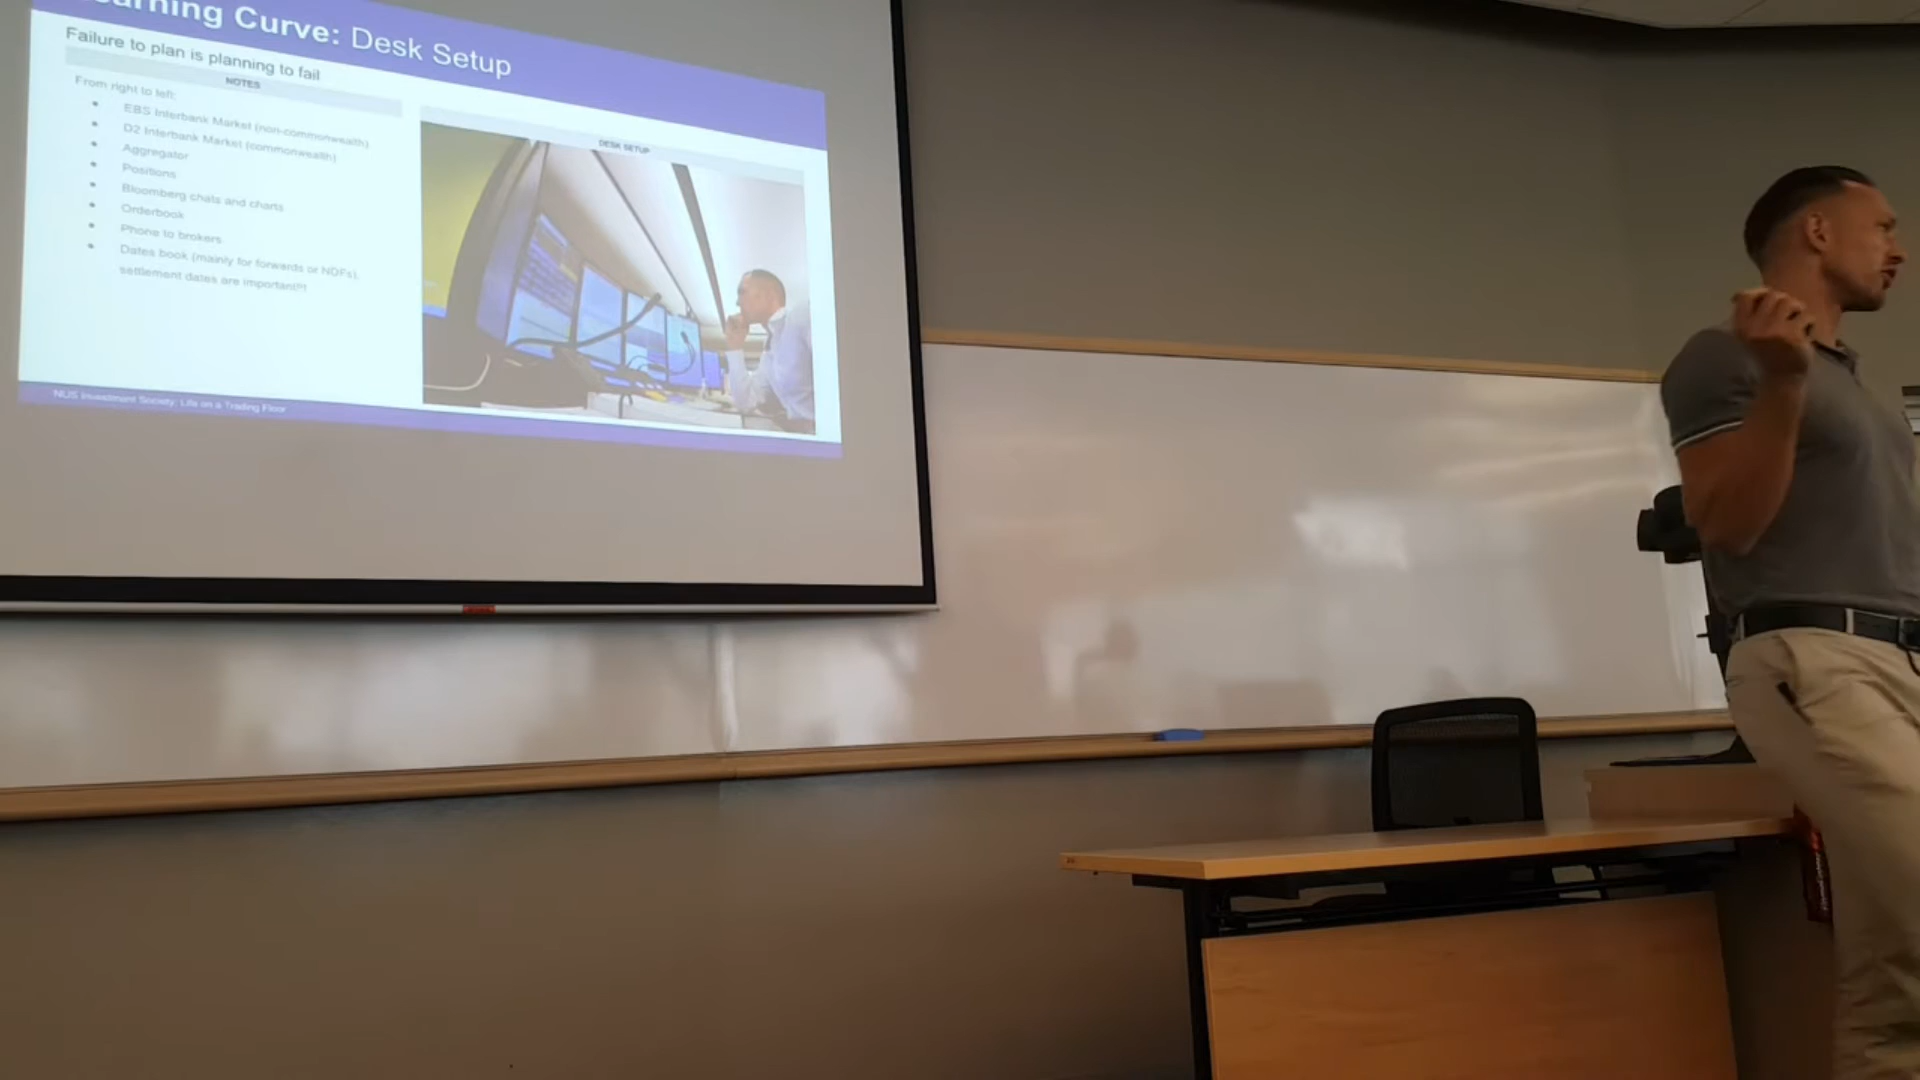 arning Curve: Desk Setup
Failure to plan is planning to fail
NOTES
From right to left:
● EBS Interbank Market (non-commonwealth)
● D2 Interbank Market (commonwealth)
● Aggregator
● Positions
● Bloomberg chats and charts
● Orderbook
● Phone to brokers
● Dates book (mainly for forwards or NDFs),
settlement dates are important!!!
DESK SETUP
NUS Investment Society: Life on a Trading Floor